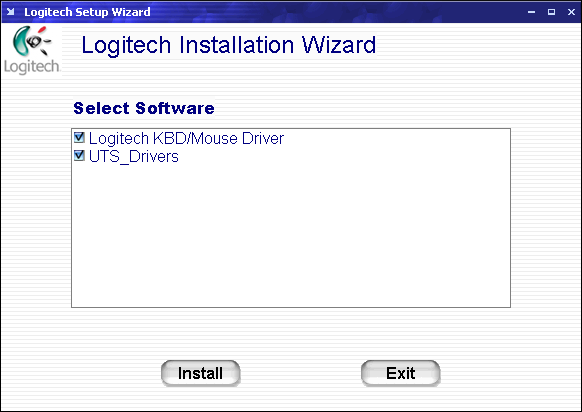 Logitech Setup Wizard
Logitech
Logitech Installation Wizard
Select Software
Logitech KBD/Mouse Driver
UTS_Drivers
Install
Exit